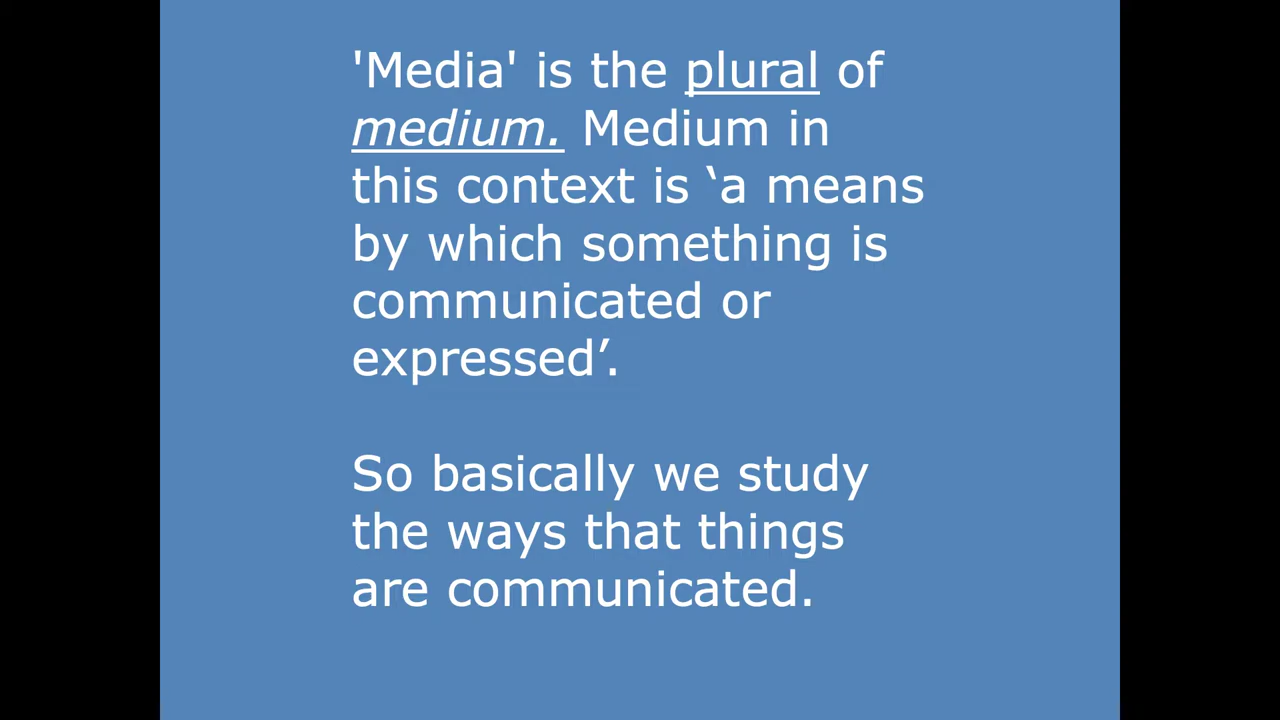 'Media' is the plural of
medium. Medium in
this context is ‘a means
by which something is
communicated or
expressed’.
So basically we study
the ways that things
are communicated.